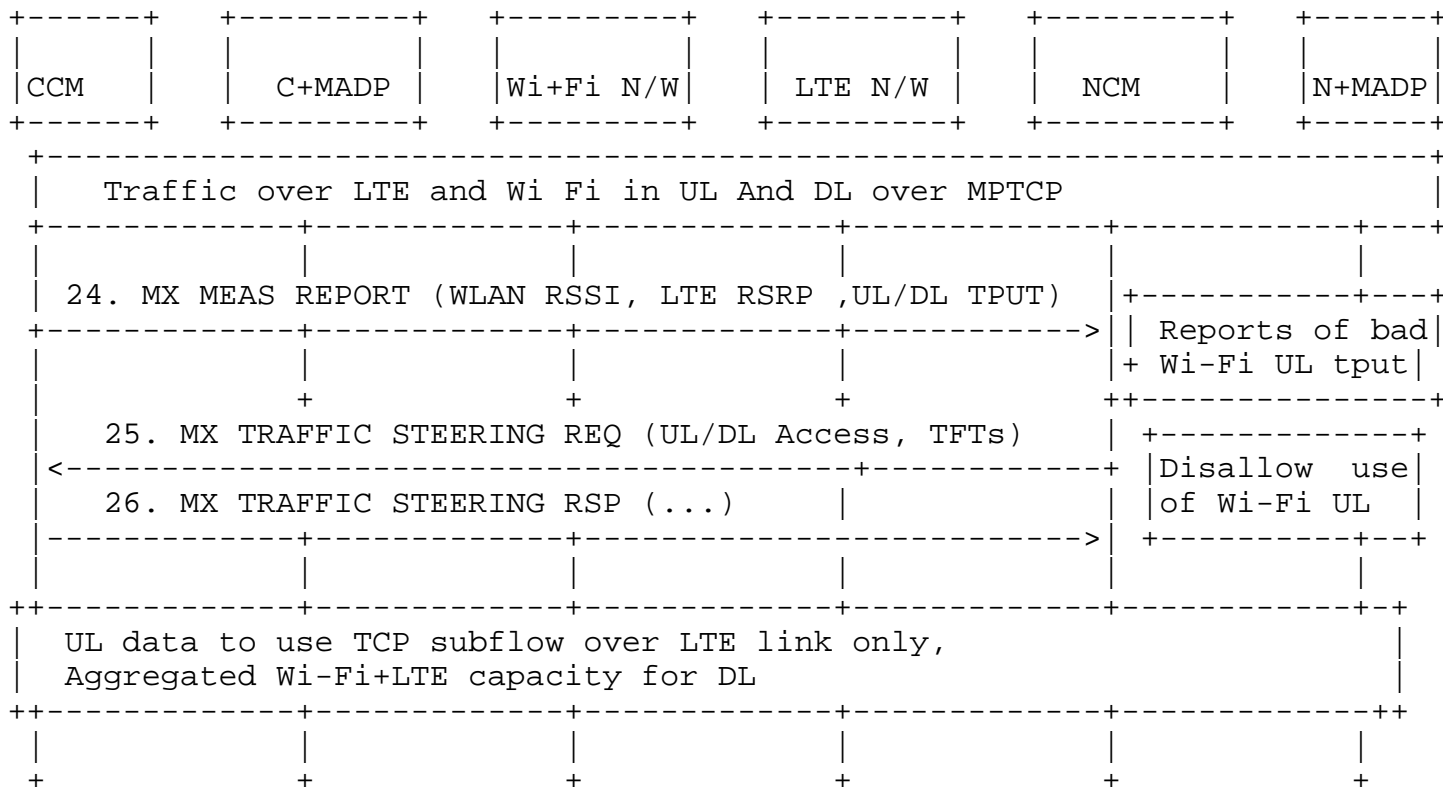 CCM C+MADP Wi+Fi N/W LTE N/W NCM N+MADP
Traffic over LTE and Wi Fi in UL And DL over MPTCP
24. MX MEAS REPORT (WLAN RSSI, LTE RSRP ,UL/DL TPUT)
Reports of bad
Wi-Fi UL tput
25. MX TRAFFIC STEERING REQ (UL/DL Access, TFTs)
Disallow use
26. MX TRAFFIC STEERING RSP (...)
of Wi-Fi UL
UL data to use TCP subflow over LTE link only,
Aggregated Wi-Fi+LTE capacity for DL